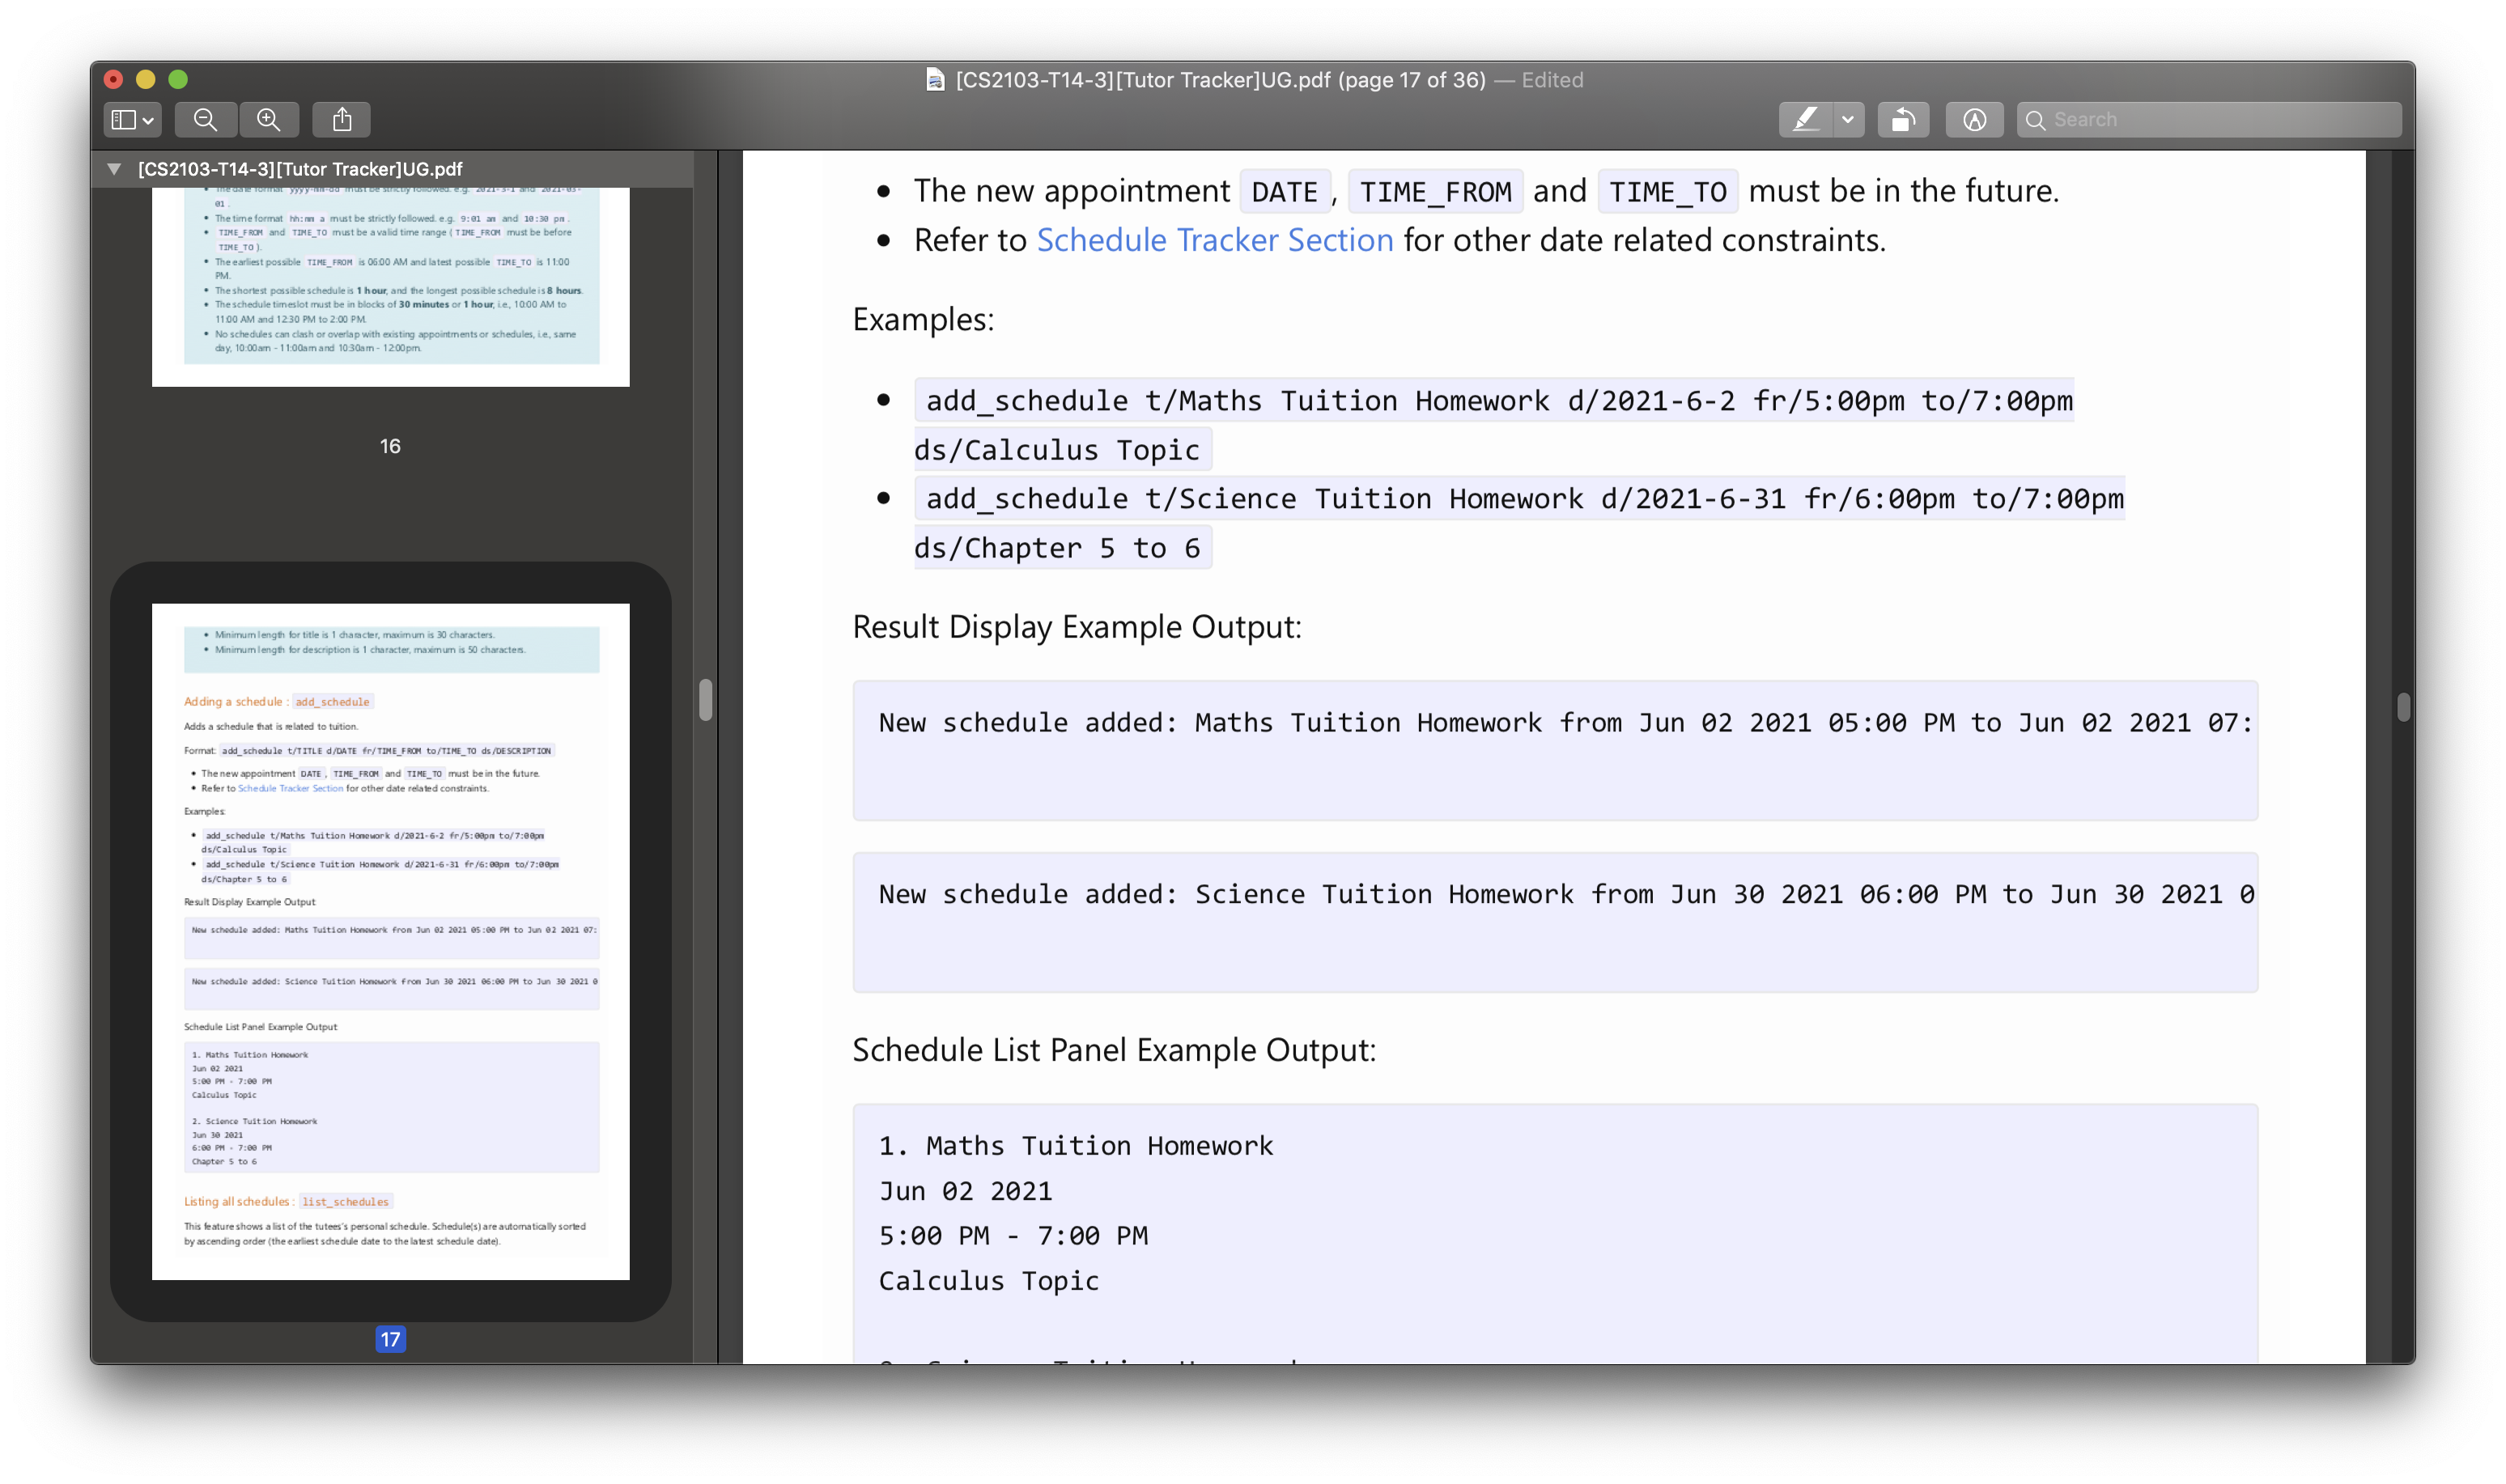 [CS2103-T14-3][Tutor Tracker]UG.pdf (page 17 of 36) — Edited
Search
[CS2103-T14-3][Tutor Tracker]UG.pdf
• The date format yyyy-mm-dd must be strictly followed. e.g. 2021-3-1 and 2021-03-
01 .
• The time format hh:mm a must be strictly followed. e.g. 9:01 am and 10:30 pm .
• TIME_FROM and TIME_TO must be a valid time range ( TIME_FROM must be before
TIME_TO ).
• The earliest possible TIME_FROM is 06:00 AM and latest possible TIME_TO is 11:00
PM.
• The shortest possible schedule is 1 hour, and the longest possible schedule is 8 hours.
• The schedule timeslot must be in blocks of 30 minutes or 1 hour, i.e., 10:00 AM to
11:00 AM and 12:30 PM to 2:00 PM.
• No schedules can clash or overlap with existing appointments or schedules, i.e., same
day, 10:00am - 11:00am and 10:30am - 12:00pm.
16
• Minimum length for title is 1 character, maximum is 30 characters.
• Minimum length for description is 1 character, maximum is 50 characters.
Adding a schedule : add_schedule
Adds a schedule that is related to tuition.
Format: add_schedule t/TITLE d/DATE fr/TIME_FROM to/TIME_TO ds/DESCRIPTION
• The new appointment DATE , TIME_FROM and TIME_TO must be in the future.
• Refer to Schedule Tracker Section for other date related constraints.
Examples:
• add_schedule t/Maths Tuition Homework d/2021-6-2 fr/5:00pm to/7:00pm
ds/Calculus Topic
• add_schedule t/Science Tuition Homework d/2021-6-31 fr/6:00pm to/7:00pm
ds/Chapter 5 to 6
Result Display Example Output:
New schedule added: Maths Tuition Homework from Jun 02 2021 05:00 PM to Jun 02 2021 07:
New schedule added: Science Tuition Homework from Jun 30 2021 06:00 PM to Jun 30 2021 0
Schedule List Panel Example Output:
1. Maths Tuition Homework
Jun 02 2021
5:00 PM - 7:00 PM
Calculus Topic
2. Science Tuition Homework
Jun 30 2021
6:00 PM - 7:00 PM
Chapter 5 to 6
Listing all schedules : list_schedules
This feature shows a list of the tutees's personal schedule. Schedule(s) are automatically sorted
by ascending order (the earliest schedule date to the latest schedule date).
17
• The new appointment DATE , TIME_FROM and TIME_TO must be in the future.
• Refer to Schedule Tracker Section for other date related constraints.
Examples:
• add_schedule t/Maths Tuition Homework d/2021-6-2 fr/5:00pm to/7:00pm
ds/Calculus Topic
• add_schedule t/Science Tuition Homework d/2021-6-31 fr/6:00pm to/7:00pm
ds/Chapter 5 to 6
Result Display Example Output:
New schedule added: Maths Tuition Homework from Jun 02 2021 05:00 PM to Jun 02 2021 07:
New schedule added: Science Tuition Homework from Jun 30 2021 06:00 PM to Jun 30 2021 0
Schedule List Panel Example Output:
1. Maths Tuition Homework
Jun 02 2021
5:00 PM - 7:00 PM
Calculus Topic